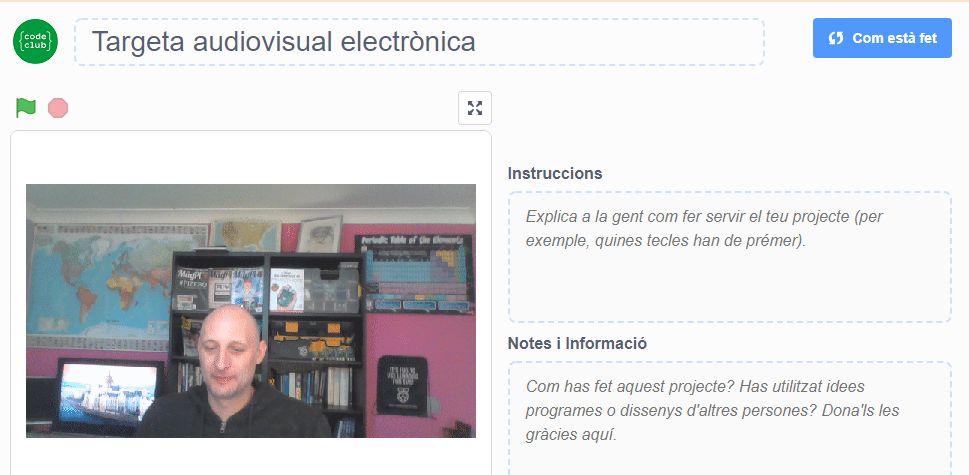 {code
club}
Targeta audiovisual electrònica
Com està fet
Instruccions
Explica a la gent com fer servir el teu projecte (per
exemple, quines tecles han de prémer).
Periodic Table of the Elements
MagPi
MagPi
Notes i Informació
Com has fet aquest projecte? Has utilitzat idees
programes o dissenys d'altres persones? Dona'ls les
gràcies aquí.